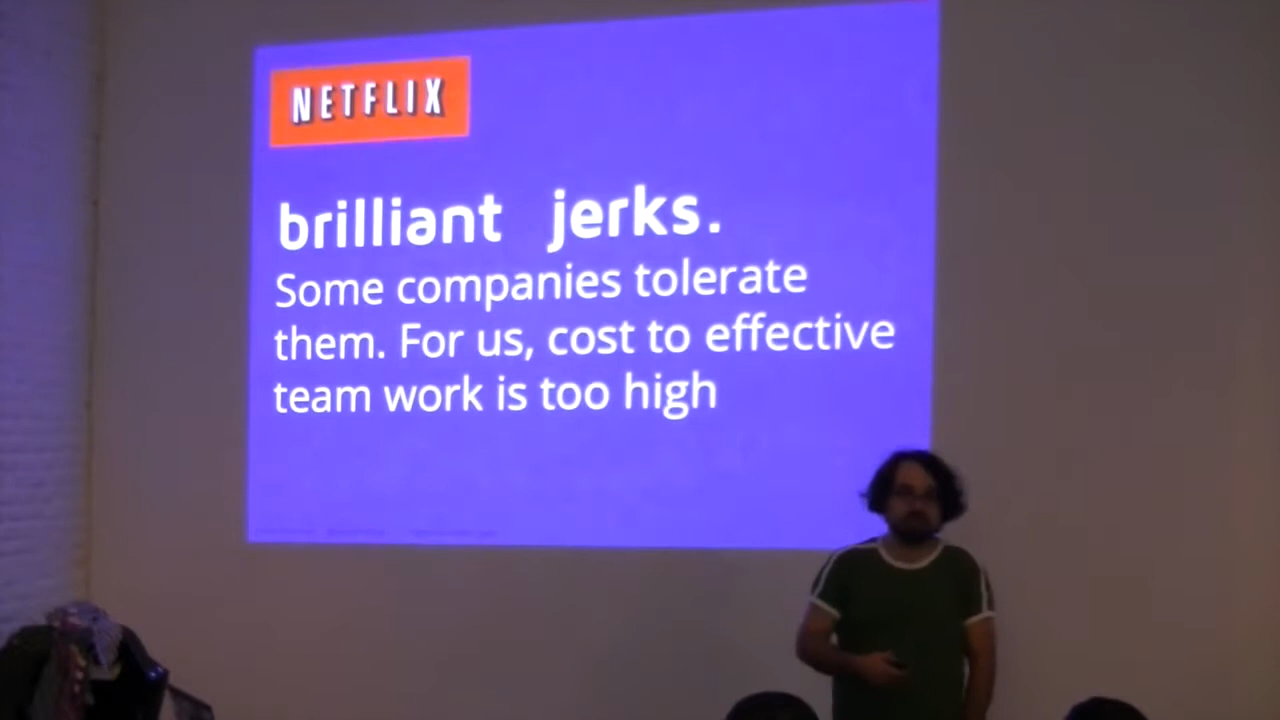 NETFLIX
brilliant jerks.
Some companies tolerate
them. For us, cost to effective
team work is too high